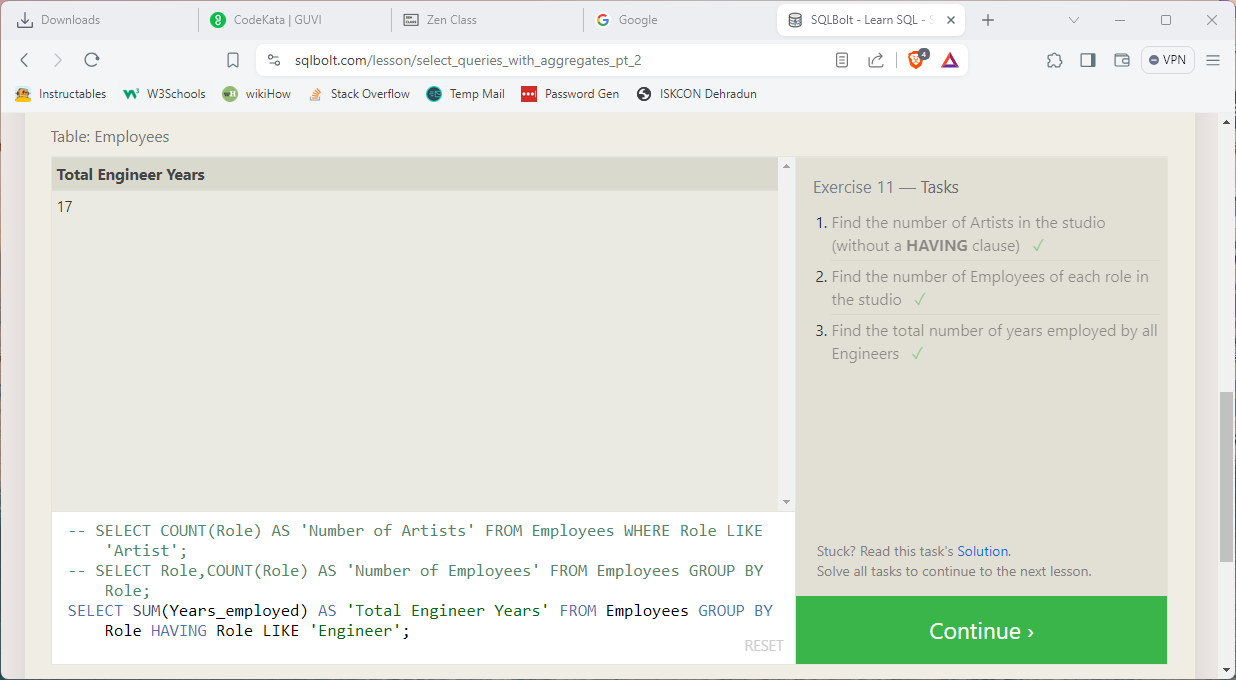 Downloads
CodeKata | GUVI
Zen Class
Google
SQLBolt - Learn SQL - S
sqlbolt.com/lesson/select_queries_with_aggregates_pt_2
4
VPN
Instructables
W3Schools
wikiHow
Stack Overflow
Temp Mail
Password Gen
ISKCON Dehradun
Table: Employees
Total Engineer Years
17
Exercise 11 — Tasks
1. Find the number of Artists in the studio
(without a HAVING clause) ✓
2. Find the number of Employees of each role in
the studio ✓
3. Find the total number of years employed by all
Engineers ✓
-- SELECT COUNT(Role) AS 'Number of Artists' FROM Employees WHERE Role LIKE
'Artist';
-- SELECT Role,COUNT(Role) AS 'Number of Employees' FROM Employees GROUP BY
Role;
SELECT SUM(Years_employed) AS 'Total Engineer Years' FROM Employees GROUP BY
Role HAVING Role LIKE 'Engineer';
RESET
Stuck? Read this task's Solution.
Solve all tasks to continue to the next lesson.
Continue ›